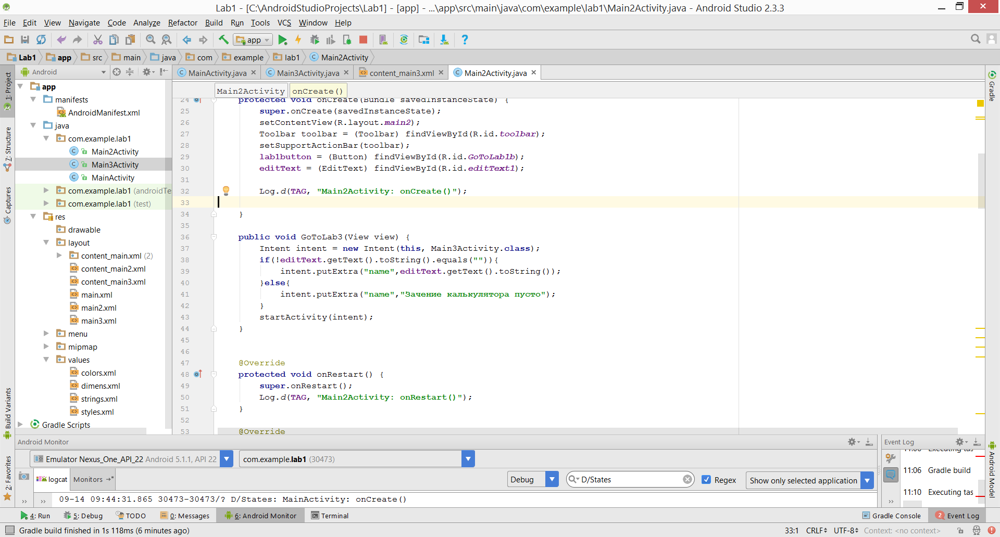 Lab1 - [C:\AndroidStudioProjects\Lab1] - [app] - ...\app\src\main\java\com\example\lab1\Main2Activity.java - Android Studio 2.3.3
File Edit View Navigate Code Analyze Refactor Build Run Tools VCS Window Help
app
Lab1 app src main java com example lab1 Main2Activity
1: Project
7: Structure
Captures
Build Variants
2: Favorites
Android
app
manifests
AndroidManifest.xml
java
com.example.lab1
Main2Activity
Main3Activity
MainActivity
com.example.lab1 (androidTe
com.example.lab1 (test)
res
drawable
layout
content_main.xml (2)
content_main2.xml
content_main3.xml
main.xml
main2.xml
main3.xml
menu
mipmap
values
colors.xml
dimens.xml
strings.xml
styles.xml
Gradle Scripts
MainActivity.java Main3Activity.java content_main3.xml Main2Activity.java
Main2Activity onCreate()
24 protected void onCreate(Bundle savedInstanceState) {
25 super.onCreate(savedInstanceState);
26 setContentView(R.layout.main2);
27 Toolbar toolbar = (Toolbar) findViewById(R.id.toolbar);
28 setSupportActionBar(toolbar);
29 lab1button = (Button) findViewById(R.id.GoToLab1b);
30 editText = (EditText) findViewById(R.id.editText1);
31
32 Log.d(TAG, "Main2Activity: onCreate()");
33
34 }
35
36 public void GoToLab3(View view) {
37 Intent intent = new Intent(this, Main3Activity.class);
38 if(!editText.getText().toString().equals("")){
39 intent.putExtra("name",editText.getText().toString());
40 }else{
41 intent.putExtra("name","Зачение калькулятора пусто");
42 }
43 startActivity(intent);
44 }
45
46
47 @Override
48 protected void onRestart() {
49 super.onRestart();
50 Log.d(TAG, "Main2Activity: onRestart()");
51 }
52
53 @Override
Gradle
Android Model
Android Monitor
Emulator Nexus_One_API_22 Android 5.1.1, API 22 com.example.lab1 (30473)
logcat Monitors Debug D/States Regex Show only selected application
09-14 09:44:31.865 30473-30473/? D/States: MainActivity: onCreate()
Event Log
11:06 Executing tas
11:06 Gradle build
11:10 Executing tas
4: Run 5: Debug TODO 0: Messages 6: Android Monitor Terminal Gradle Console 2 Event Log
Gradle build finished in 1s 118ms (6 minutes ago) 33:1 CRLF UTF-8 Context: <no context>